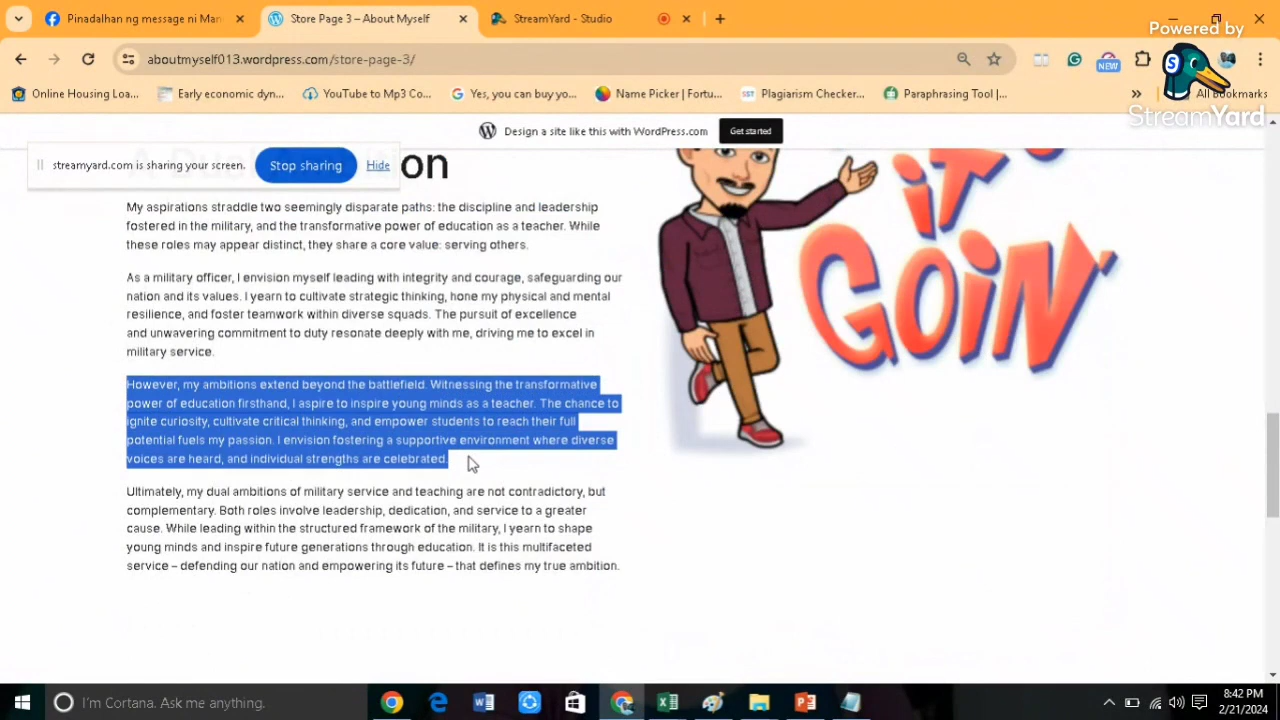 Pinadalhan ng message ni Mar
Store Page 3 – About Myself
StreamYard - Studio
Powered by
StreamYard
aboutmyself013.wordpress.com/store-page-3/
NEW
Online Housing Loa...
Early economic dyn...
YouTube to Mp3 Co...
Yes, you can buy yo...
Name Picker | Fortu...
SST
Plagiarism Checker...
Paraphrasing Tool |...
All Bookmarks
Design a site like this with WordPress.com
Get started
streamyard.com is sharing your screen.
Stop sharing
Hide
My aspirations straddle two seemingly disparate paths: the discipline and leadership
fostered in the military, and the transformative power of education as a teacher. While
these roles may appear distinct, they share a core value: serving others.
As a military officer, I envision myself leading with integrity and courage, safeguarding our
nation and its values. I yearn to cultivate strategic thinking, hone my physical and mental
resilience, and foster teamwork within diverse squads. The pursuit of excellence
and unwavering commitment to duty resonate deeply with me, driving me to excel in
military service.
However, my ambitions extend beyond the battlefield. Witnessing the transformative
power of education firsthand, I aspire to inspire young minds as a teacher. The chance to
ignite curiosity, cultivate critical thinking, and empower students to reach their full
potential fuels my passion. I envision fostering a supportive environment where diverse
voices are heard, and individual strengths are celebrated.
Ultimately, my dual ambitions of military service and teaching are not contradictory, but
complementary. Both roles involve leadership, dedication, and service to a greater
cause. While leading within the structured framework of the military, I yearn to shape
young minds and inspire future generations through education. It is this multifaceted
service – defending our nation and empowering its future – that defines my true ambition.
iT
GOiN'
I'm Cortana. Ask me anything.
8:42 PM
2/21/2024